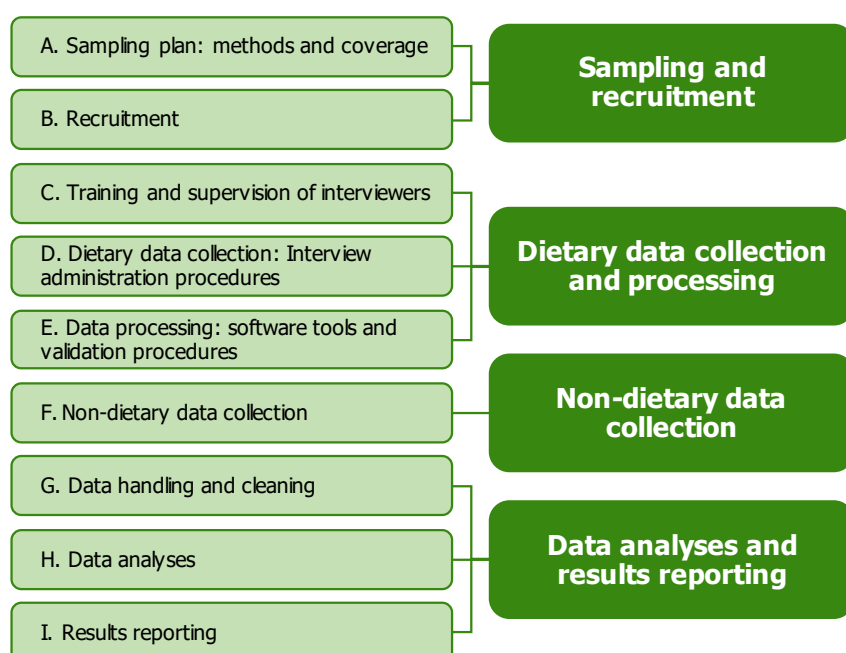 A. Sampling plan: methods and coverage
B. Recruitment
Sampling and
recruitment
C. Training and supervision of interviewers
D. Dietary data collection: Interview
administration procedures
E. Data processing: software tools and
validation procedures
Dietary data collection
and processing
F. Non-dietary data collection
Non-dietary data
collection
G. Data handling and cleaning
H. Data analyses
I. Results reporting
Data analyses and
results reporting